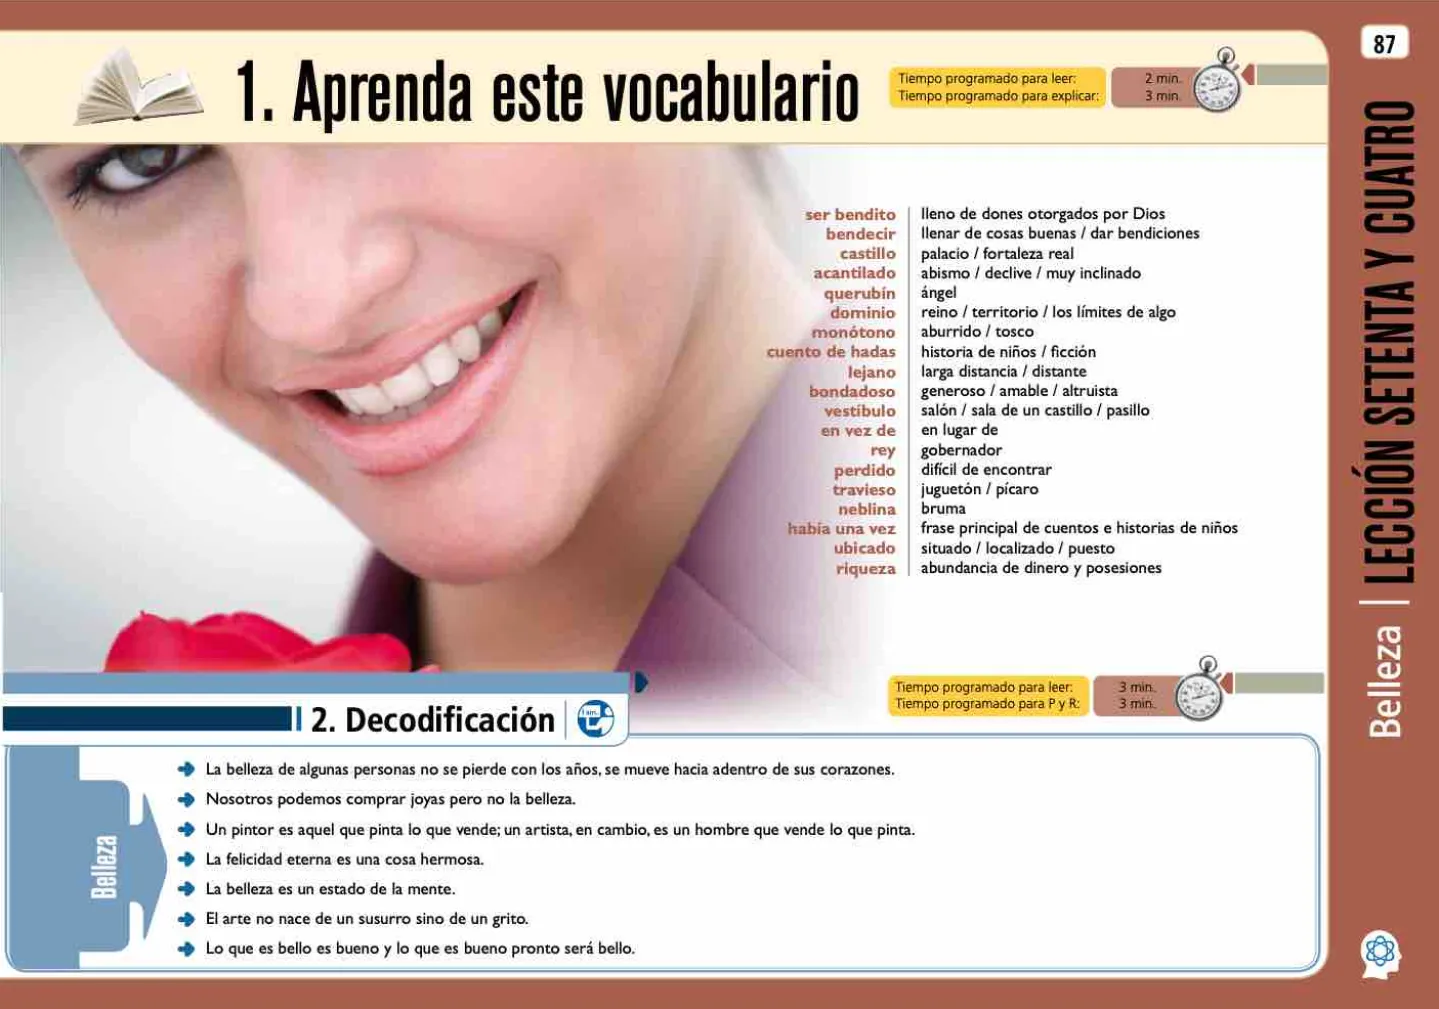 87
1. Aprenda este vocabulario
Tiempo programado para leer: 2 min.
Tiempo programado para explicar: 3 min.
ser bendito lleno de dones otorgados por Dios
bendecir llenar de cosas buenas / dar bendiciones
castillo palacio / fortaleza real
acantilado abismo / declive / muy inclinado
querubín ángel
dominio reino / territorio / los límites de algo
monótono aburrido / tosco
cuento de hadas historia de niños / ficción
lejano larga distancia / distante
bondadoso generoso / amable / altruista
vestíbulo salón / sala de un castillo / pasillo
en vez de en lugar de
rey gobernador
perdido difícil de encontrar
travieso juguetón / pícaro
neblina bruma
había una vez frase principal de cuentos e historias de niños
ubicado situado / localizado / puesto
riqueza abundancia de dinero y posesiones
Belleza | LECCIÓN SETENTA Y CUATRO
Tiempo programado para leer: 3 min.
Tiempo programado para P y R: 3 min.
2. Decodificación
Belleza
La belleza de algunas personas no se pierde con los años, se mueve hacia adentro de sus corazones.
Nosotros podemos comprar joyas pero no la belleza.
Un pintor es aquel que pinta lo que vende; un artista, en cambio, es un hombre que vende lo que pinta.
La felicidad eterna es una cosa hermosa.
La belleza es un estado de la mente.
El arte no nace de un susurro sino de un grito.
Lo que es bello es bueno y lo que es bueno pronto será bello.